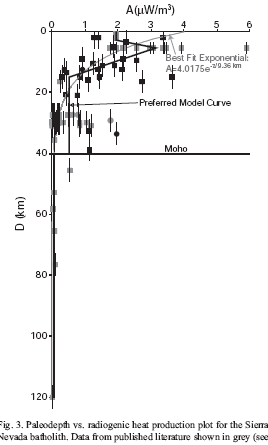 A(μW/m³)
0 1 2 3 4 5 6
0
Best Fit Exponential:
A=4.0175e^-z/9.36 km
20
Preferred Model Curve
40
Moho
D (km)
60
80
100
120
Fig. 3. Paleodepth vs. radiogenic heat production plot for the Sierra
Nevada batholith. Data from published literature shown in grey (see